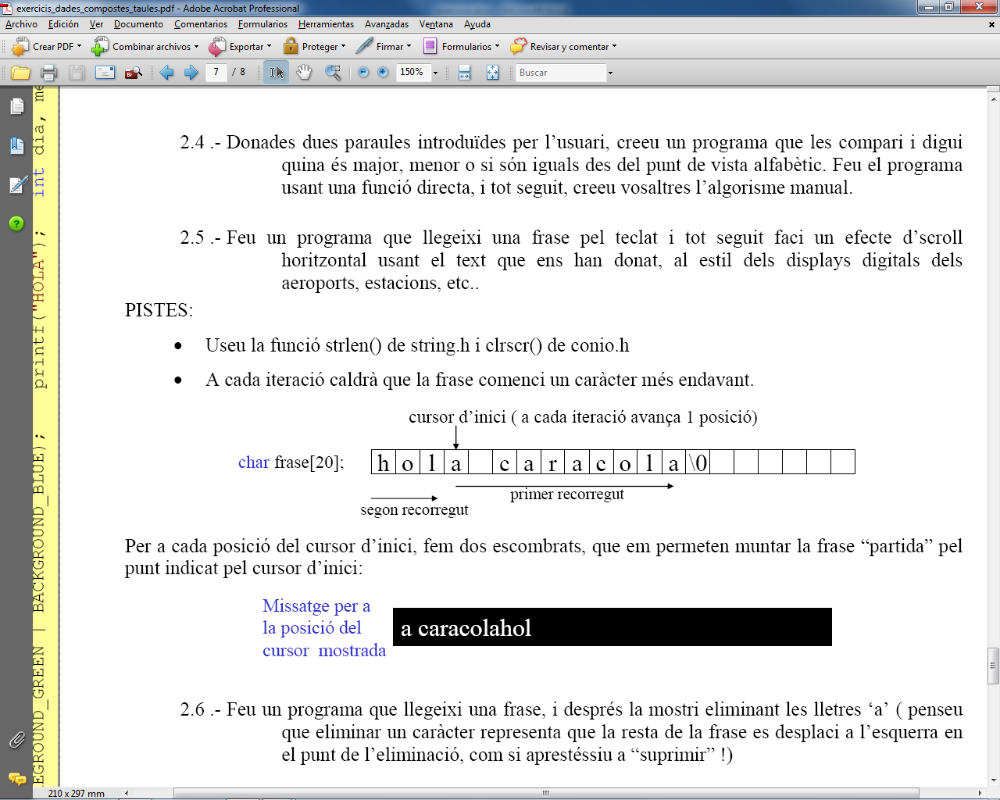 exercicis_dades_compostes_taules.pdf - Adobe Acrobat Professional
Archivo Edición Ver Documento Comentarios Formularios Herramientas Avanzadas Ventana Ayuda
Crear PDF Combinar archivos Exportar Proteger Firmar Formularios Revisar y comentar
7 / 8 150% Buscar
int dia, me
printf("HOLA");
EGROUND_GREEN | BACKGROUND_BLUE);
2.4 .- Donades dues paraules introduïdes per l’usuari, creeu un programa que les compari i digui
quina és major, menor o si són iguals des del punt de vista alfabètic. Feu el programa
usant una funció directa, i tot seguit, creeu vosaltres l’algorisme manual.
2.5 .- Feu un programa que llegeixi una frase pel teclat i tot seguit faci un efecte d’scroll
horitzontal usant el text que ens han donat, al estil dels displays digitals dels
aeroports, estacions, etc..
PISTES:
• Useu la funció strlen() de string.h i clrscr() de conio.h
• A cada iteració caldrà que la frase comenci un caràcter més endavant.
cursor d’inici ( a cada iteració avança 1 posició)
char frase[20]; h o l a c a r a c o l a \0
primer recorregut
segon recorregut
Per a cada posició del cursor d’inici, fem dos escombrats, que em permeten muntar la frase “partida” pel
punt indicat pel cursor d’inici:
Missatge per a
la posició del
cursor mostrada
a caracolahol
2.6 .- Feu un programa que llegeixi una frase, i després la mostri eliminant les lletres ‘a’ ( penseu
que eliminar un caràcter representa que la resta de la frase es desplaci a l’esquerra en
el punt de l’eliminació, com si aprestéssiu a “suprimir” !)
210 x 297 mm